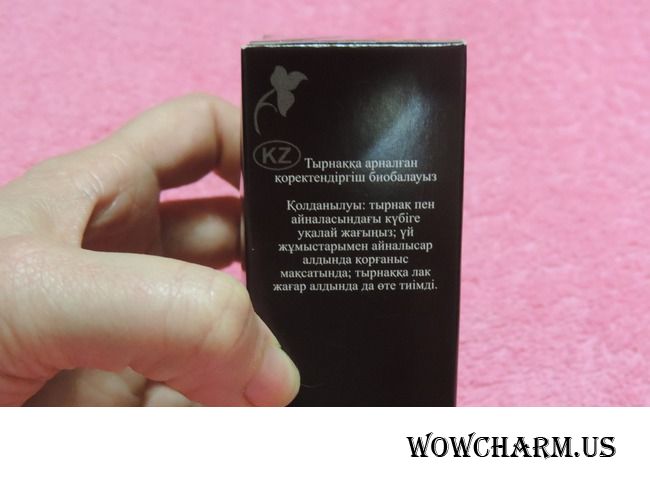 KZ
Тырнаққа арналған
қоректендіргіш биобалауыз
Қолданылуы: тырнақ пен
айналасындағы күбіге
уқалай жағыңыз; үй
жұмыстарымен айналысар
алдында қорғаныс
мақсатында; тырнаққа лак
жағар алдында да өте тиімді.
WOWCHARM.US